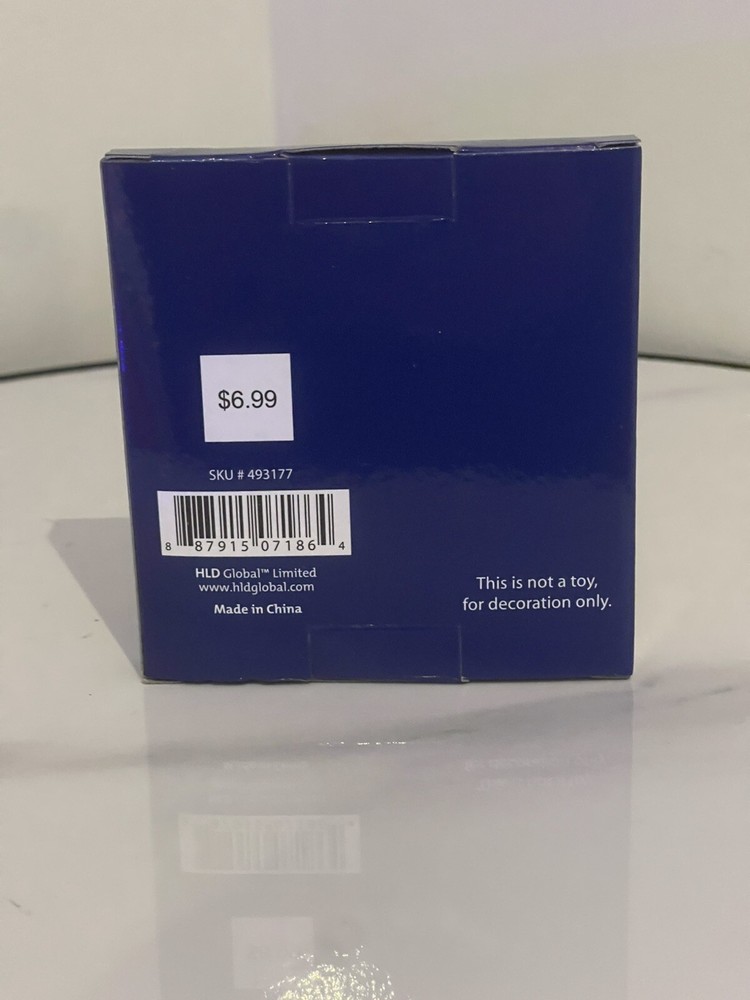 $6.99
SKU # 493177
8 87915 07186 4
HLD Global™ Limited
www.hldglobal.com
Made in China
This is not a toy,
for decoration only.